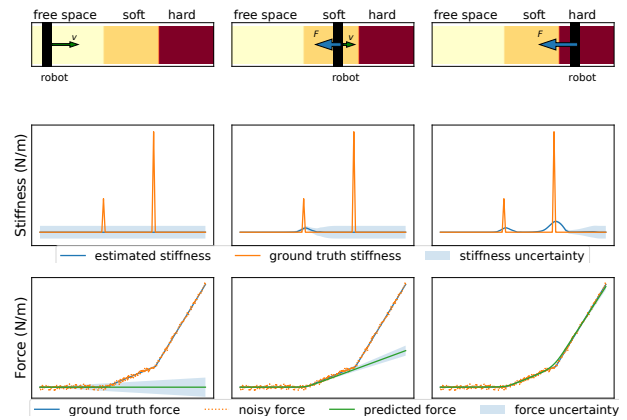 free space soft hard free space soft hard free space soft hard
v F v F
robot robot robot
Stiffness (N/m)
estimated stiffness ground truth stiffness stiffness uncertainty
Force (N/m)
ground truth force noisy force predicted force force uncertainty